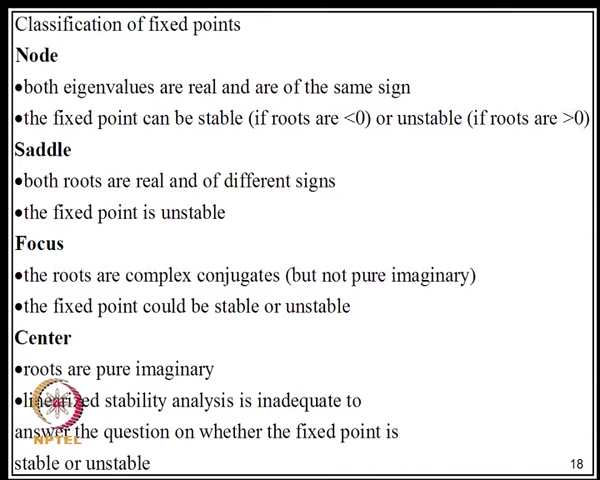 Classification of fixed points
Node
•both eigenvalues are real and are of the same sign
•the fixed point can be stable (if roots are <0) or unstable (if roots are >0)
Saddle
•both roots are real and of different signs
•the fixed point is unstable
Focus
•the roots are complex conjugates (but not pure imaginary)
•the fixed point could be stable or unstable
Center
•roots are pure imaginary
•linearized stability analysis is inadequate to
answer the question on whether the fixed point is
NPTEL
stable or unstable
18